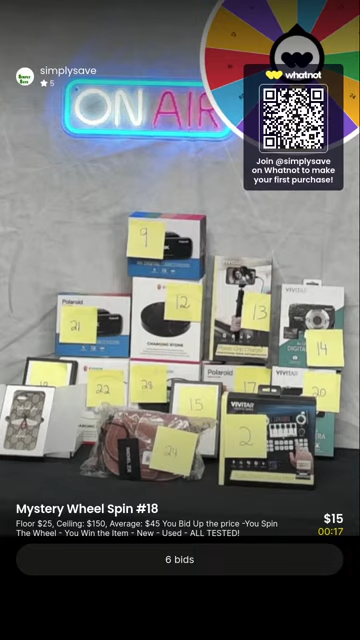 simplysave
★ 5
ON AIR
whatnot
Join @simplysave
on Whatnot to make
your first purchase!
9
Polaroid
21
12
CHARGING STONE
13
VIVITAR
14
22
28
15
Polaroid
17
VIVITAR
20
VIVITAR
2
Mystery Wheel Spin #18
Floor $25, Ceiling: $150, Average: $45 You Bid Up the price -You Spin
The Wheel - You Win the Item - New - Used - ALL TESTED!
$15
00:17
6 bids